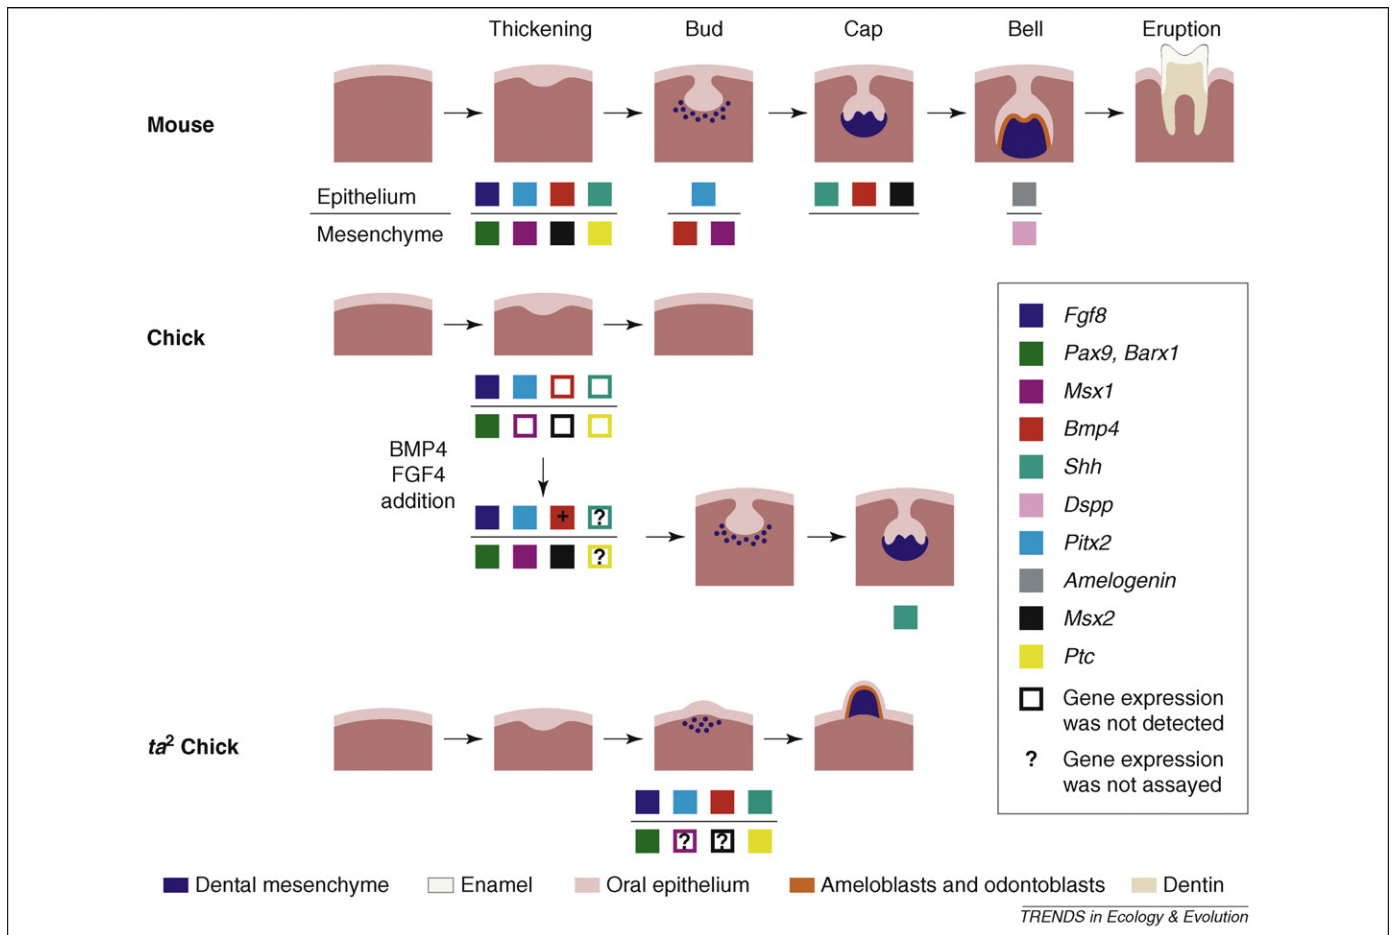 Thickening Bud Cap Bell Eruption
Mouse
Epithelium
Mesenchyme
Chick
BMP4
FGF4
addition
+ ?
?
Fgf8
Pax9, Barx1
Msx1
Bmp4
Shh
Dspp
Pitx2
Amelogenin
Msx2
Ptc
Gene expression
was not detected
? Gene expression
was not assayed
ta² Chick
? ?
Dental mesenchyme Enamel Oral epithelium Ameloblasts and odontoblasts Dentin
TRENDS in Ecology & Evolution